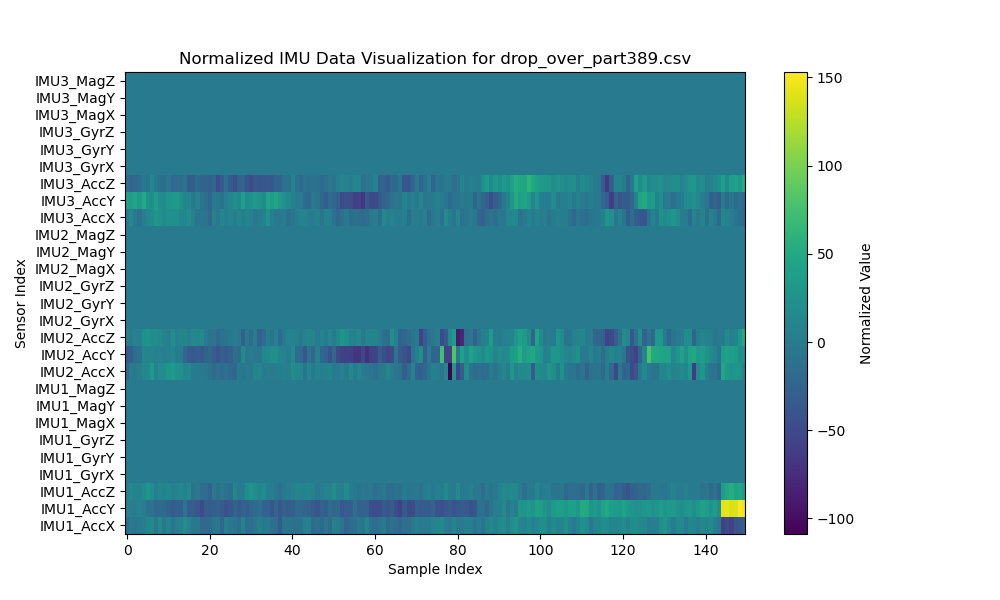 Normalized IMU Data Visualization for drop_over_part389.csv
IMU3_MagZ
IMU3_MagY
IMU3_MagX
IMU3_GyrZ
IMU3_GyrY
IMU3_GyrX
IMU3_AccZ
IMU3_AccY
IMU3_AccX
IMU2_MagZ
IMU2_MagY
IMU2_MagX
IMU2_GyrZ
IMU2_GyrY
IMU2_GyrX
IMU2_AccZ
IMU2_AccY
IMU2_AccX
IMU1_MagZ
IMU1_MagY
IMU1_MagX
IMU1_GyrZ
IMU1_GyrY
IMU1_GyrX
IMU1_AccZ
IMU1_AccY
IMU1_AccX
Sensor Index
0 20 40 60 80 100 120 140
Sample Index
150
100
50
0
−50
−100
Normalized Value